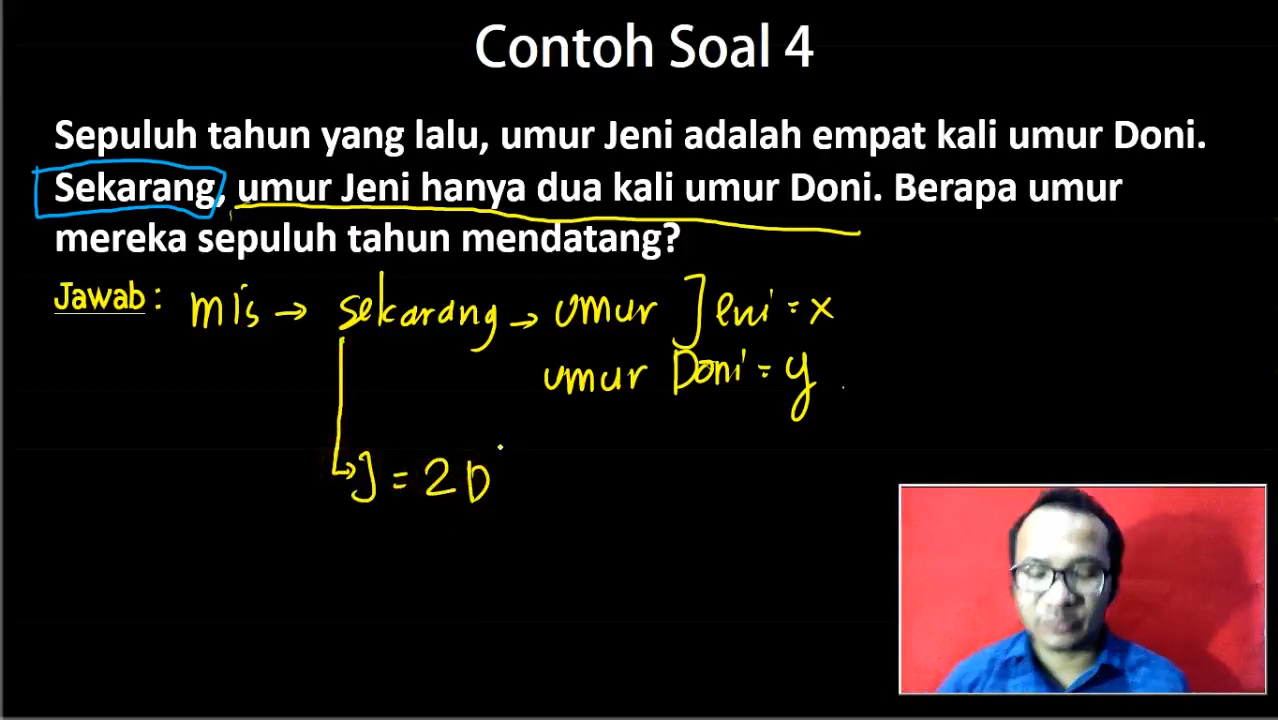 Contoh Soal 4
Sepuluh tahun yang lalu, umur Jeni adalah empat kali umur Doni.
Sekarang, umur Jeni hanya dua kali umur Doni. Berapa umur
mereka sepuluh tahun mendatang?
Jawab : mis → sekarang → umur Jeni = x
umur Doni = y
J = 2 D